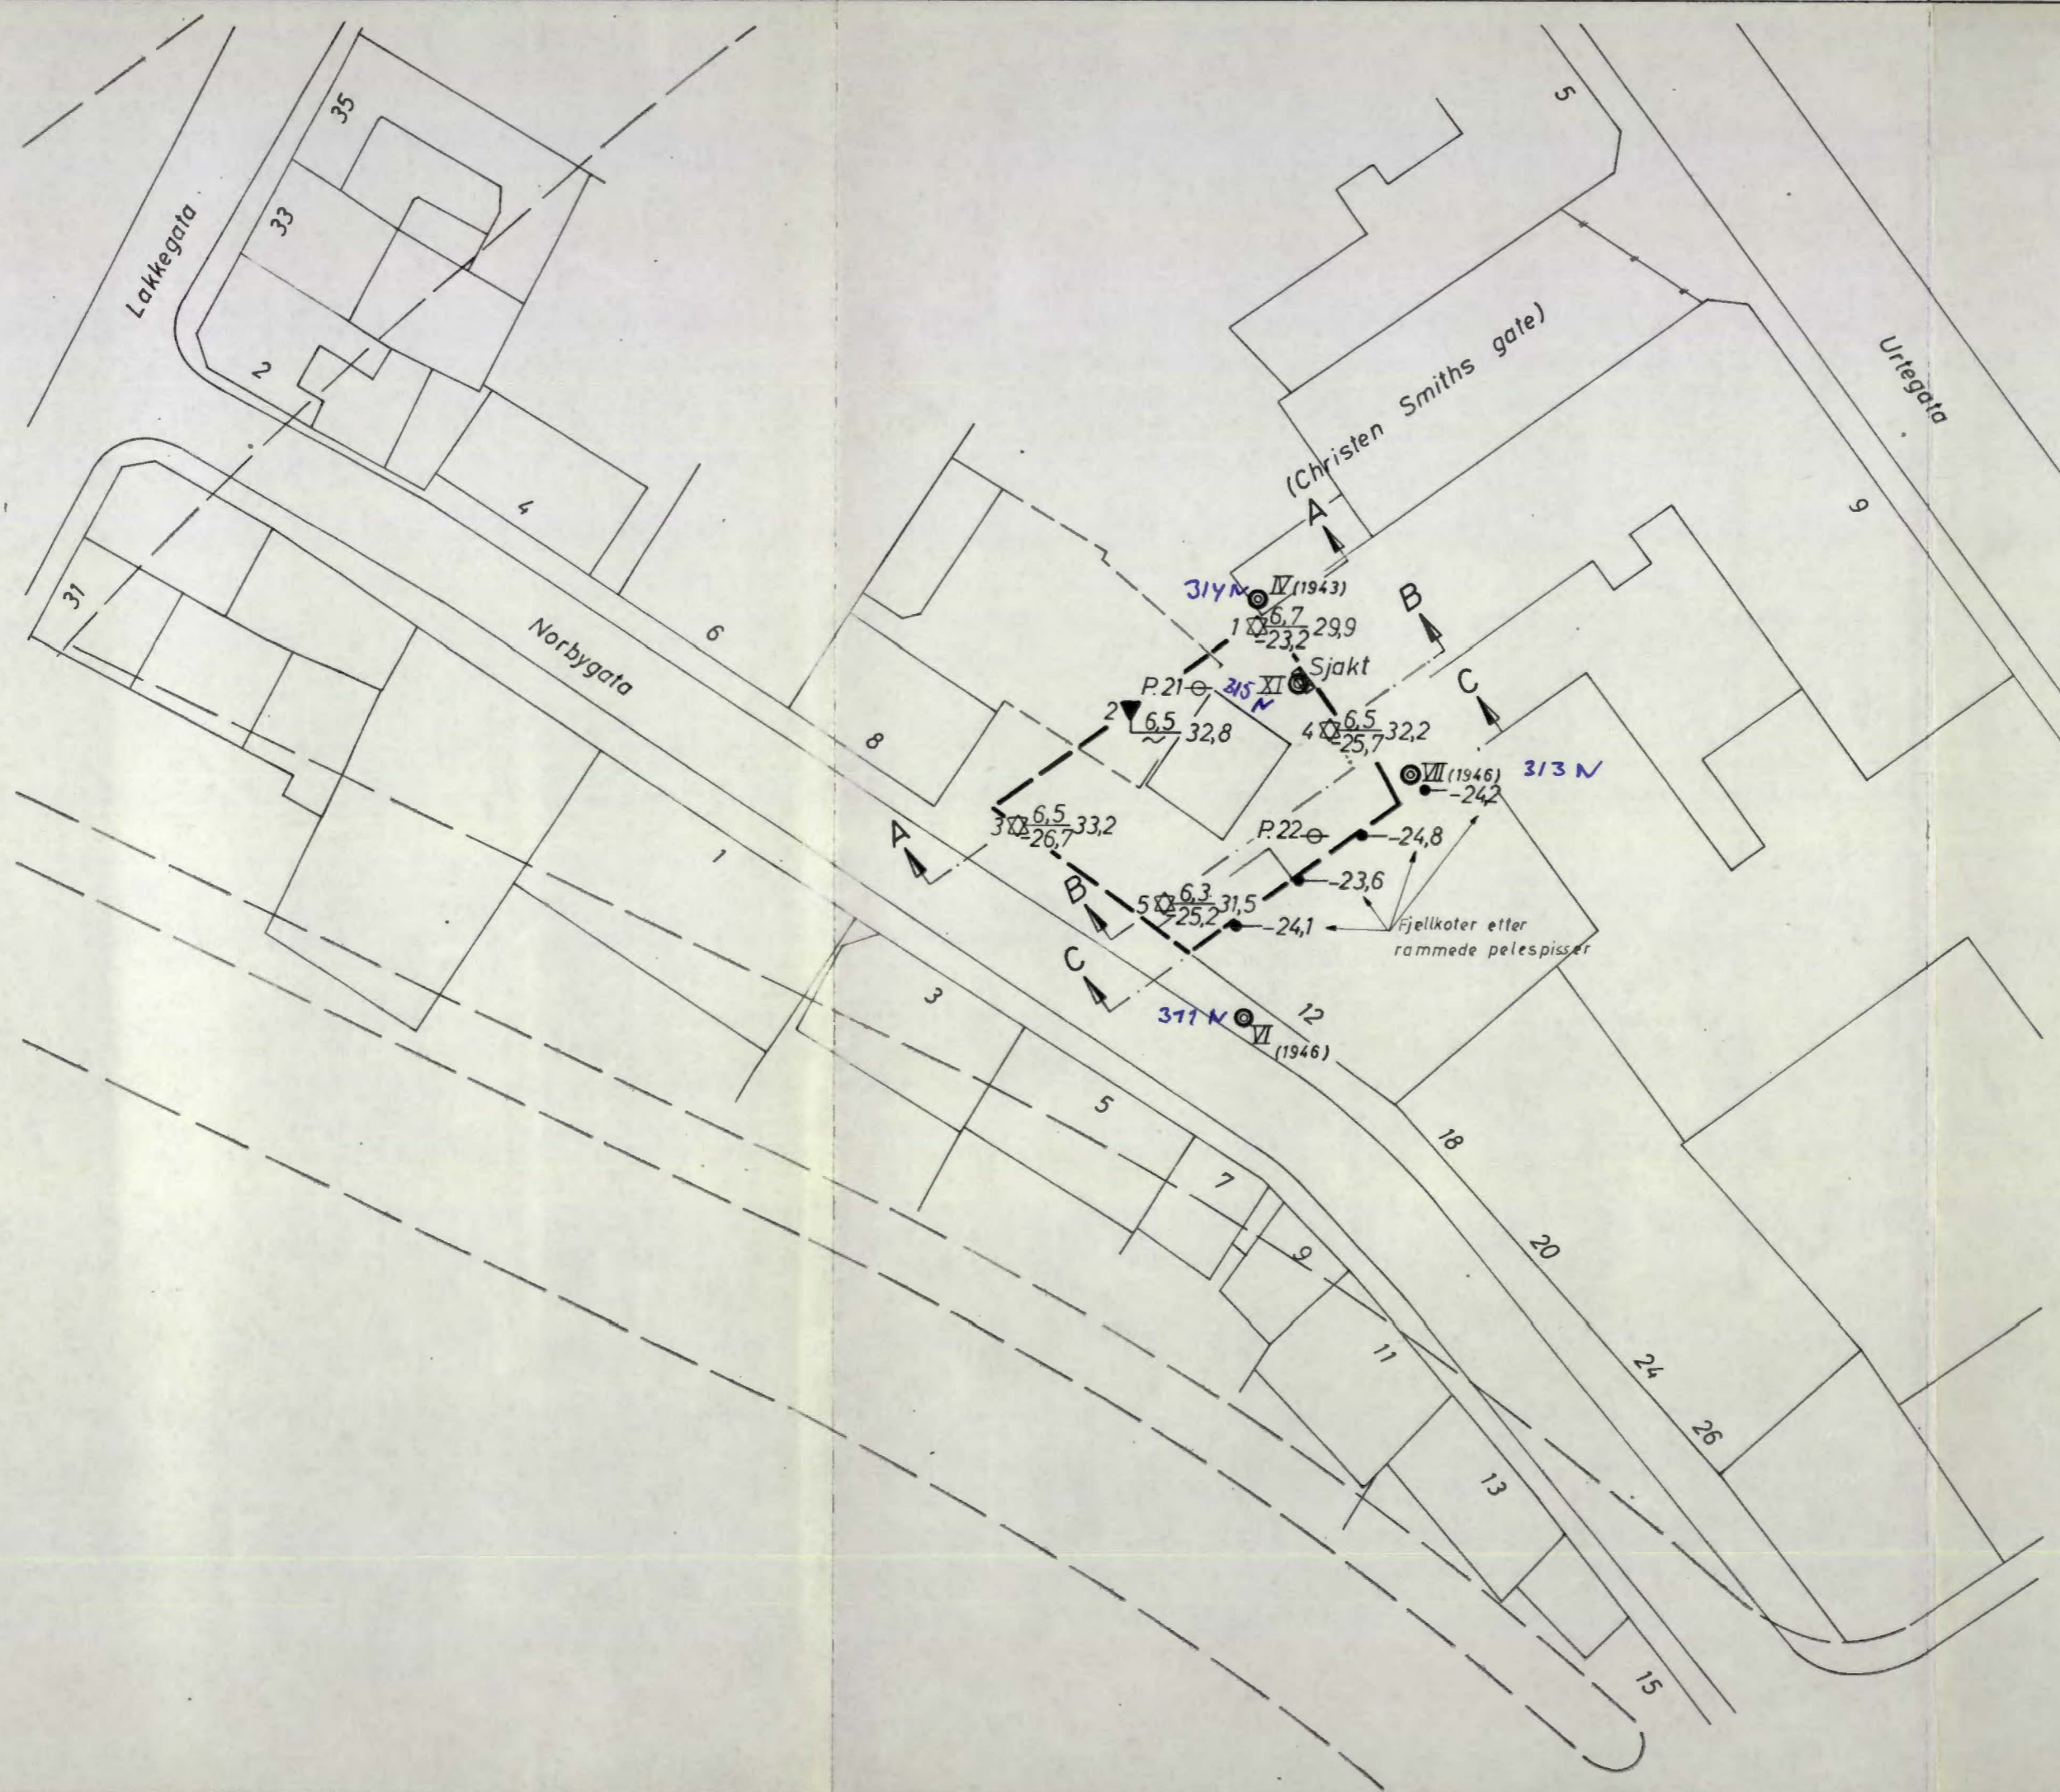 35
33
Lakkegata
2
4
31
Norbygata
6
8
1
3
5
7
9
11
13
15
5
(Christen Smiths gate)
Urtegata
9
A
B
C
314 N
IV (1943)
1 6,7 29,9
-23,2
Sjakt
P.21
315 N
XI
2 6,5 32,8
~
4 6,5 32,2
-25,7
VII (1946)
313 N
-24,2
3 6,5 33,2
-26,7
P.22
-24,8
-23,6
A
B
5 6,3 31,5
-25,2
-24,1
Fjellkoter etter
rammede pelespisser
C
311 N
VI
(1946)
12
18
20
24
26